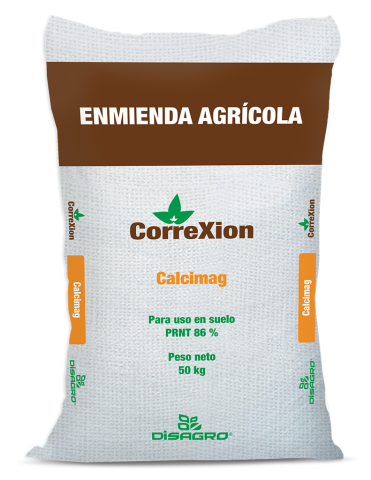 ENMIENDA AGRÍCOLA
CorreXion
Calcimag
Para uso en suelo
PRNT 86 %
Peso neto
50 kg
DISAGRO®
CorreXion
Calcimag
DISAGRO
CorreXion
Calcimag
DISAGRO